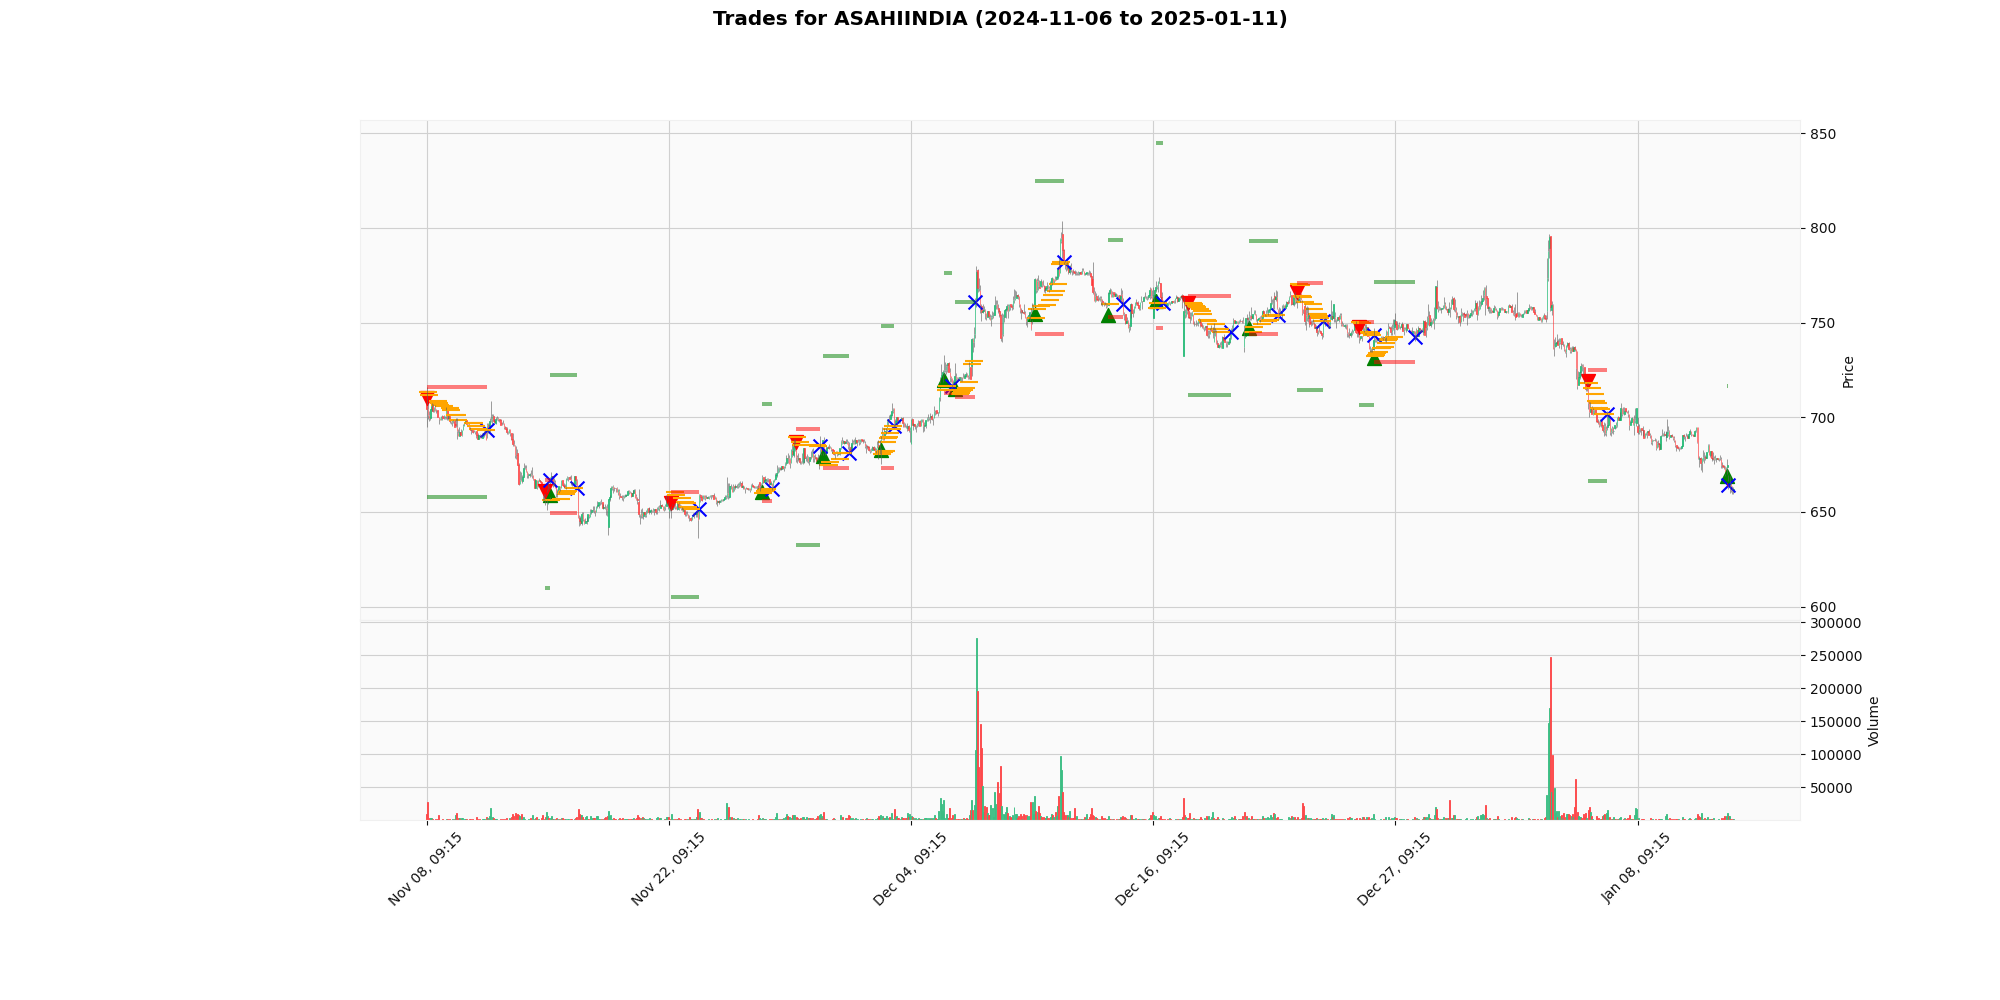 Trades for ASAHIINDIA (2024-11-06 to 2025-01-11)
850
800
750
700
650
600
Price
300000
250000
200000
150000
100000
50000
Volume
Nov 08, 09:15
Nov 22, 09:15
Dec 04, 09:15
Dec 16, 09:15
Dec 27, 09:15
Jan 08, 09:15